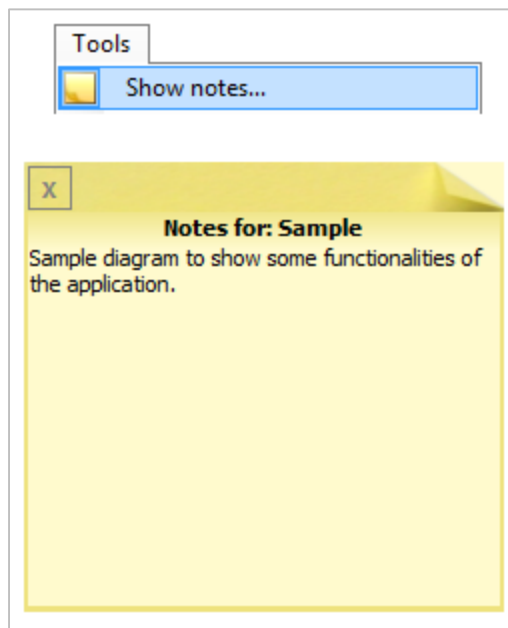 Tools
Show notes...
x
Notes for: Sample
Sample diagram to show some functionalities of
the application.